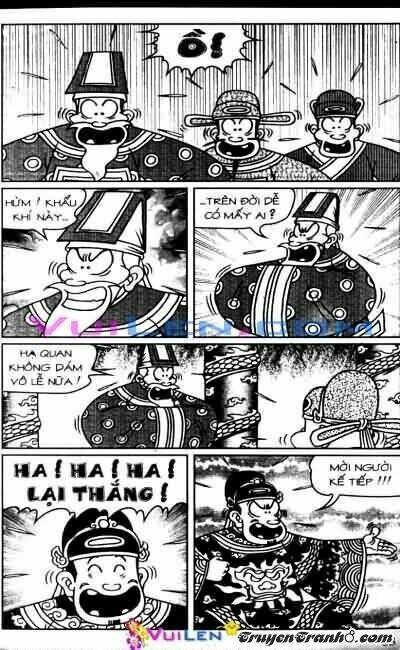 Ồ!
HỪM! KHẨU
KHÍ NÀY...
...TRÊN ĐỜI DỄ
CÓ MẤY AI?
VUILEN.COM
HẠ QUAN
KHÔNG DÁM
VÔ LỄ NỮA!
HA! HA! HA!
LẠI THẮNG!
MỜI NGƯỜI
KẾ TIẾP!!!
VUILEN
TruyenTranh8.com